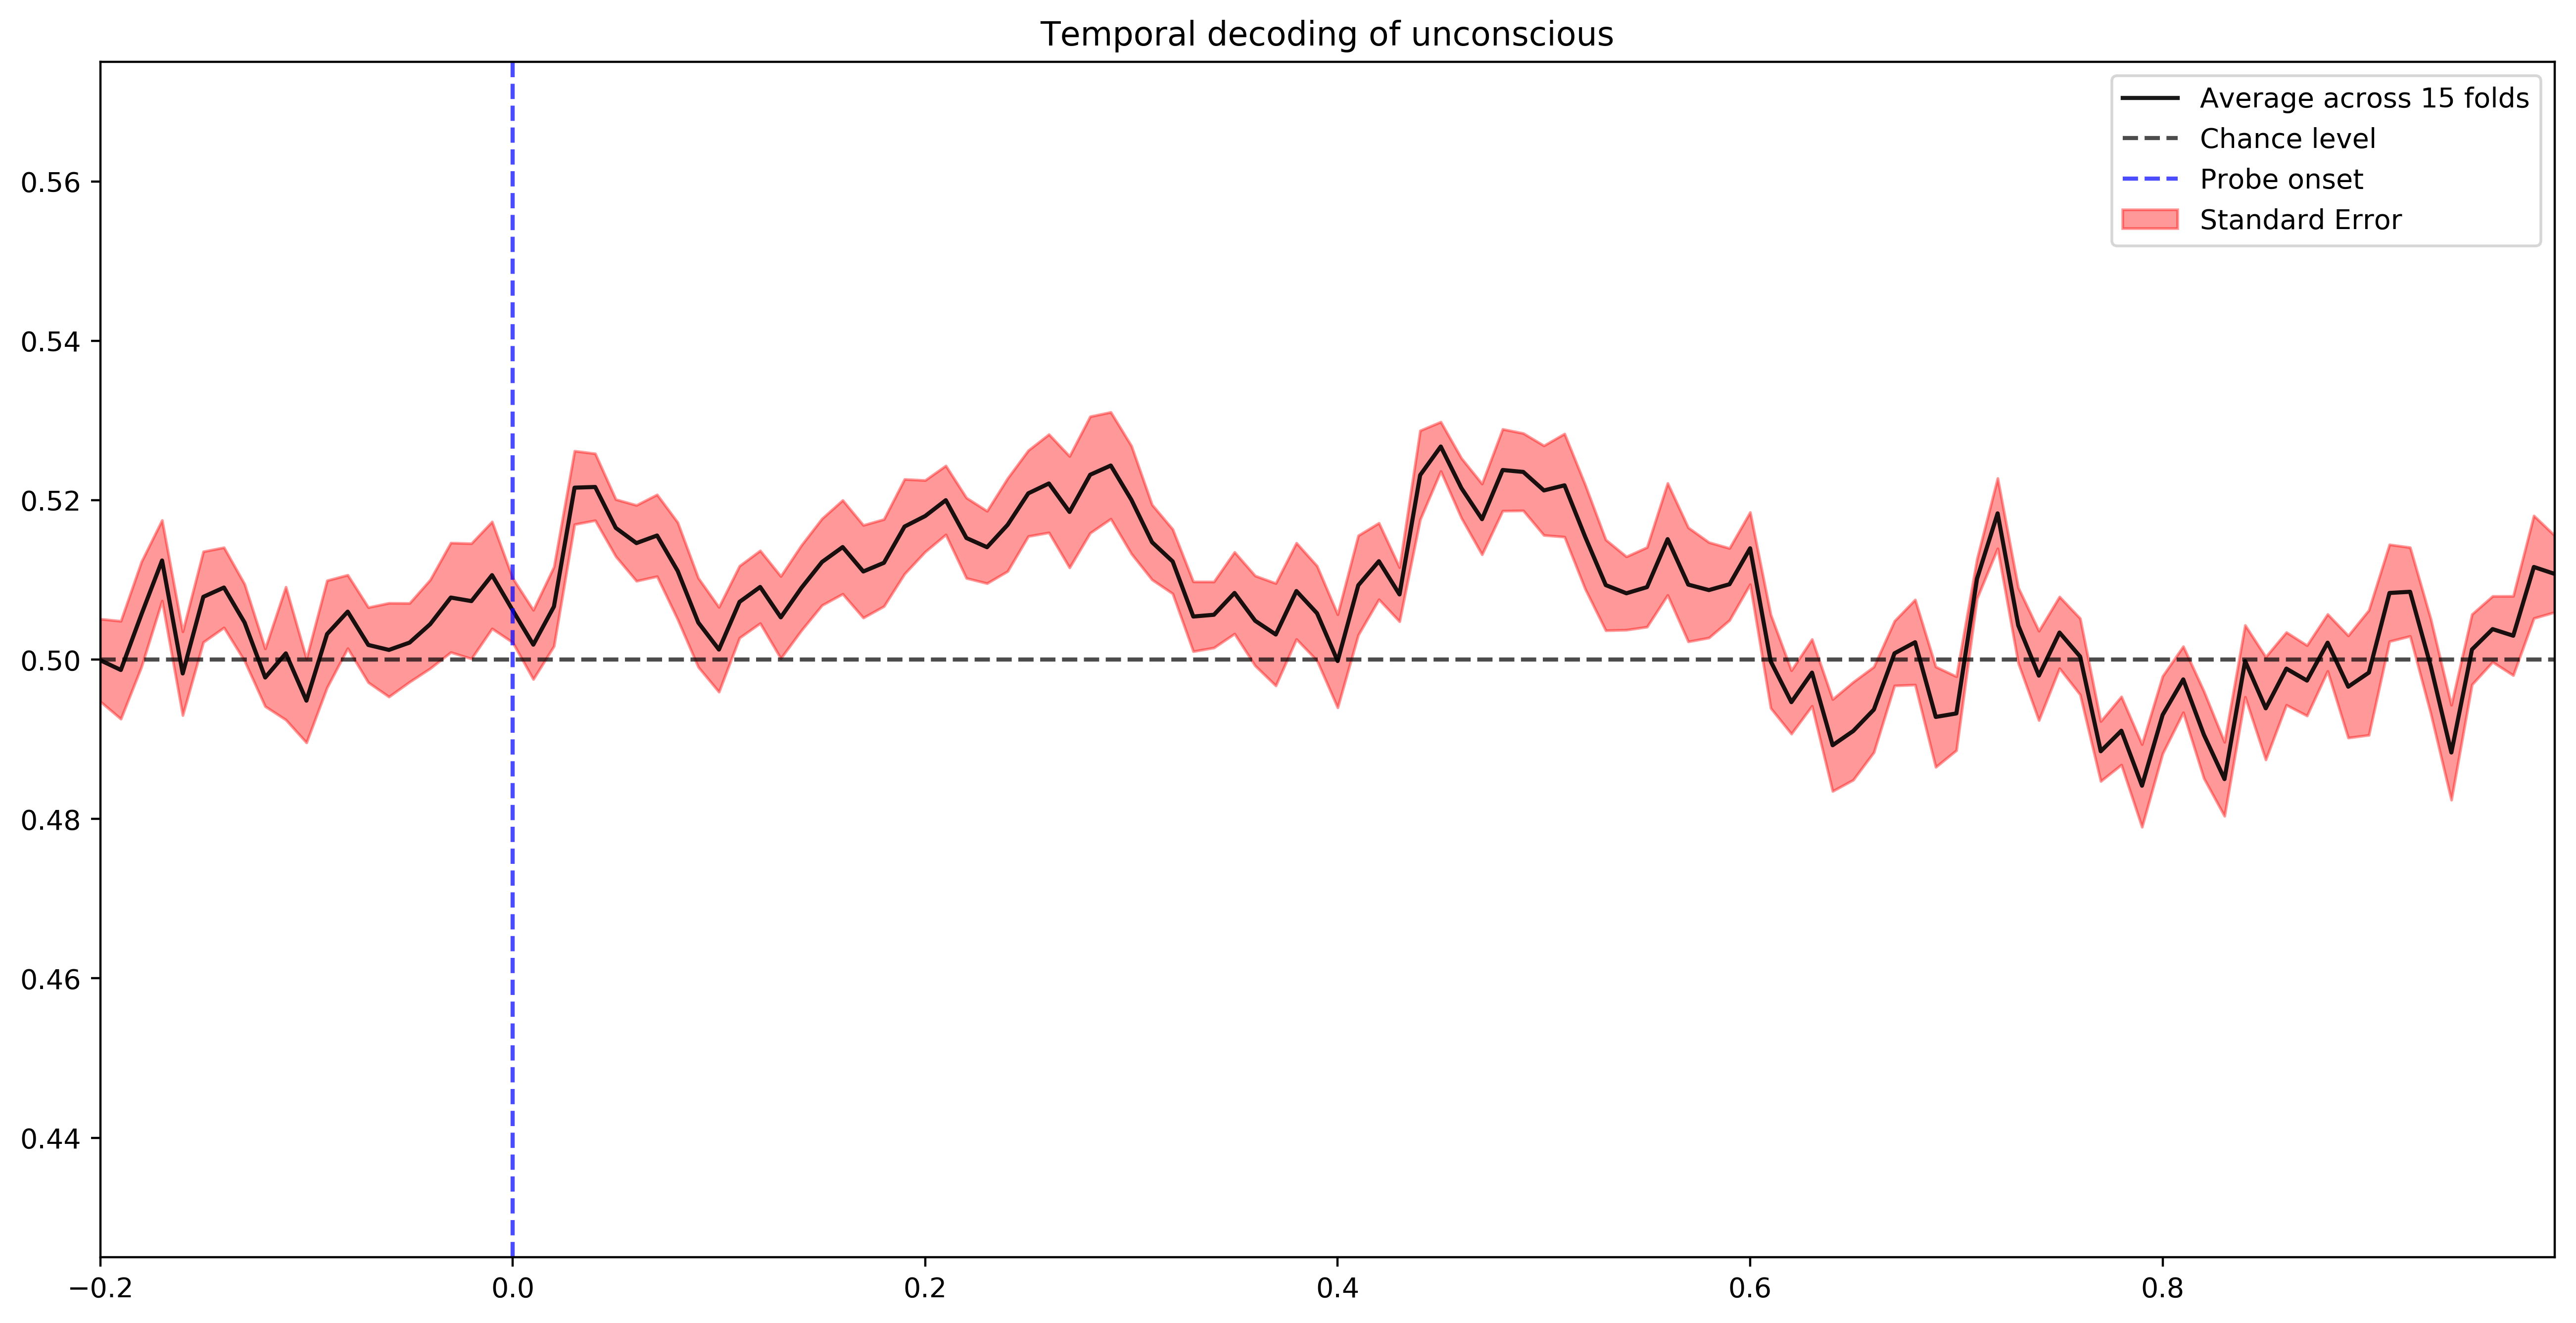 Temporal decoding of unconscious
Average across 15 folds
Chance level
Probe onset
Standard Error
0.56
0.54
0.52
0.50
0.48
0.46
0.44
−0.2 0.0 0.2 0.4 0.6 0.8